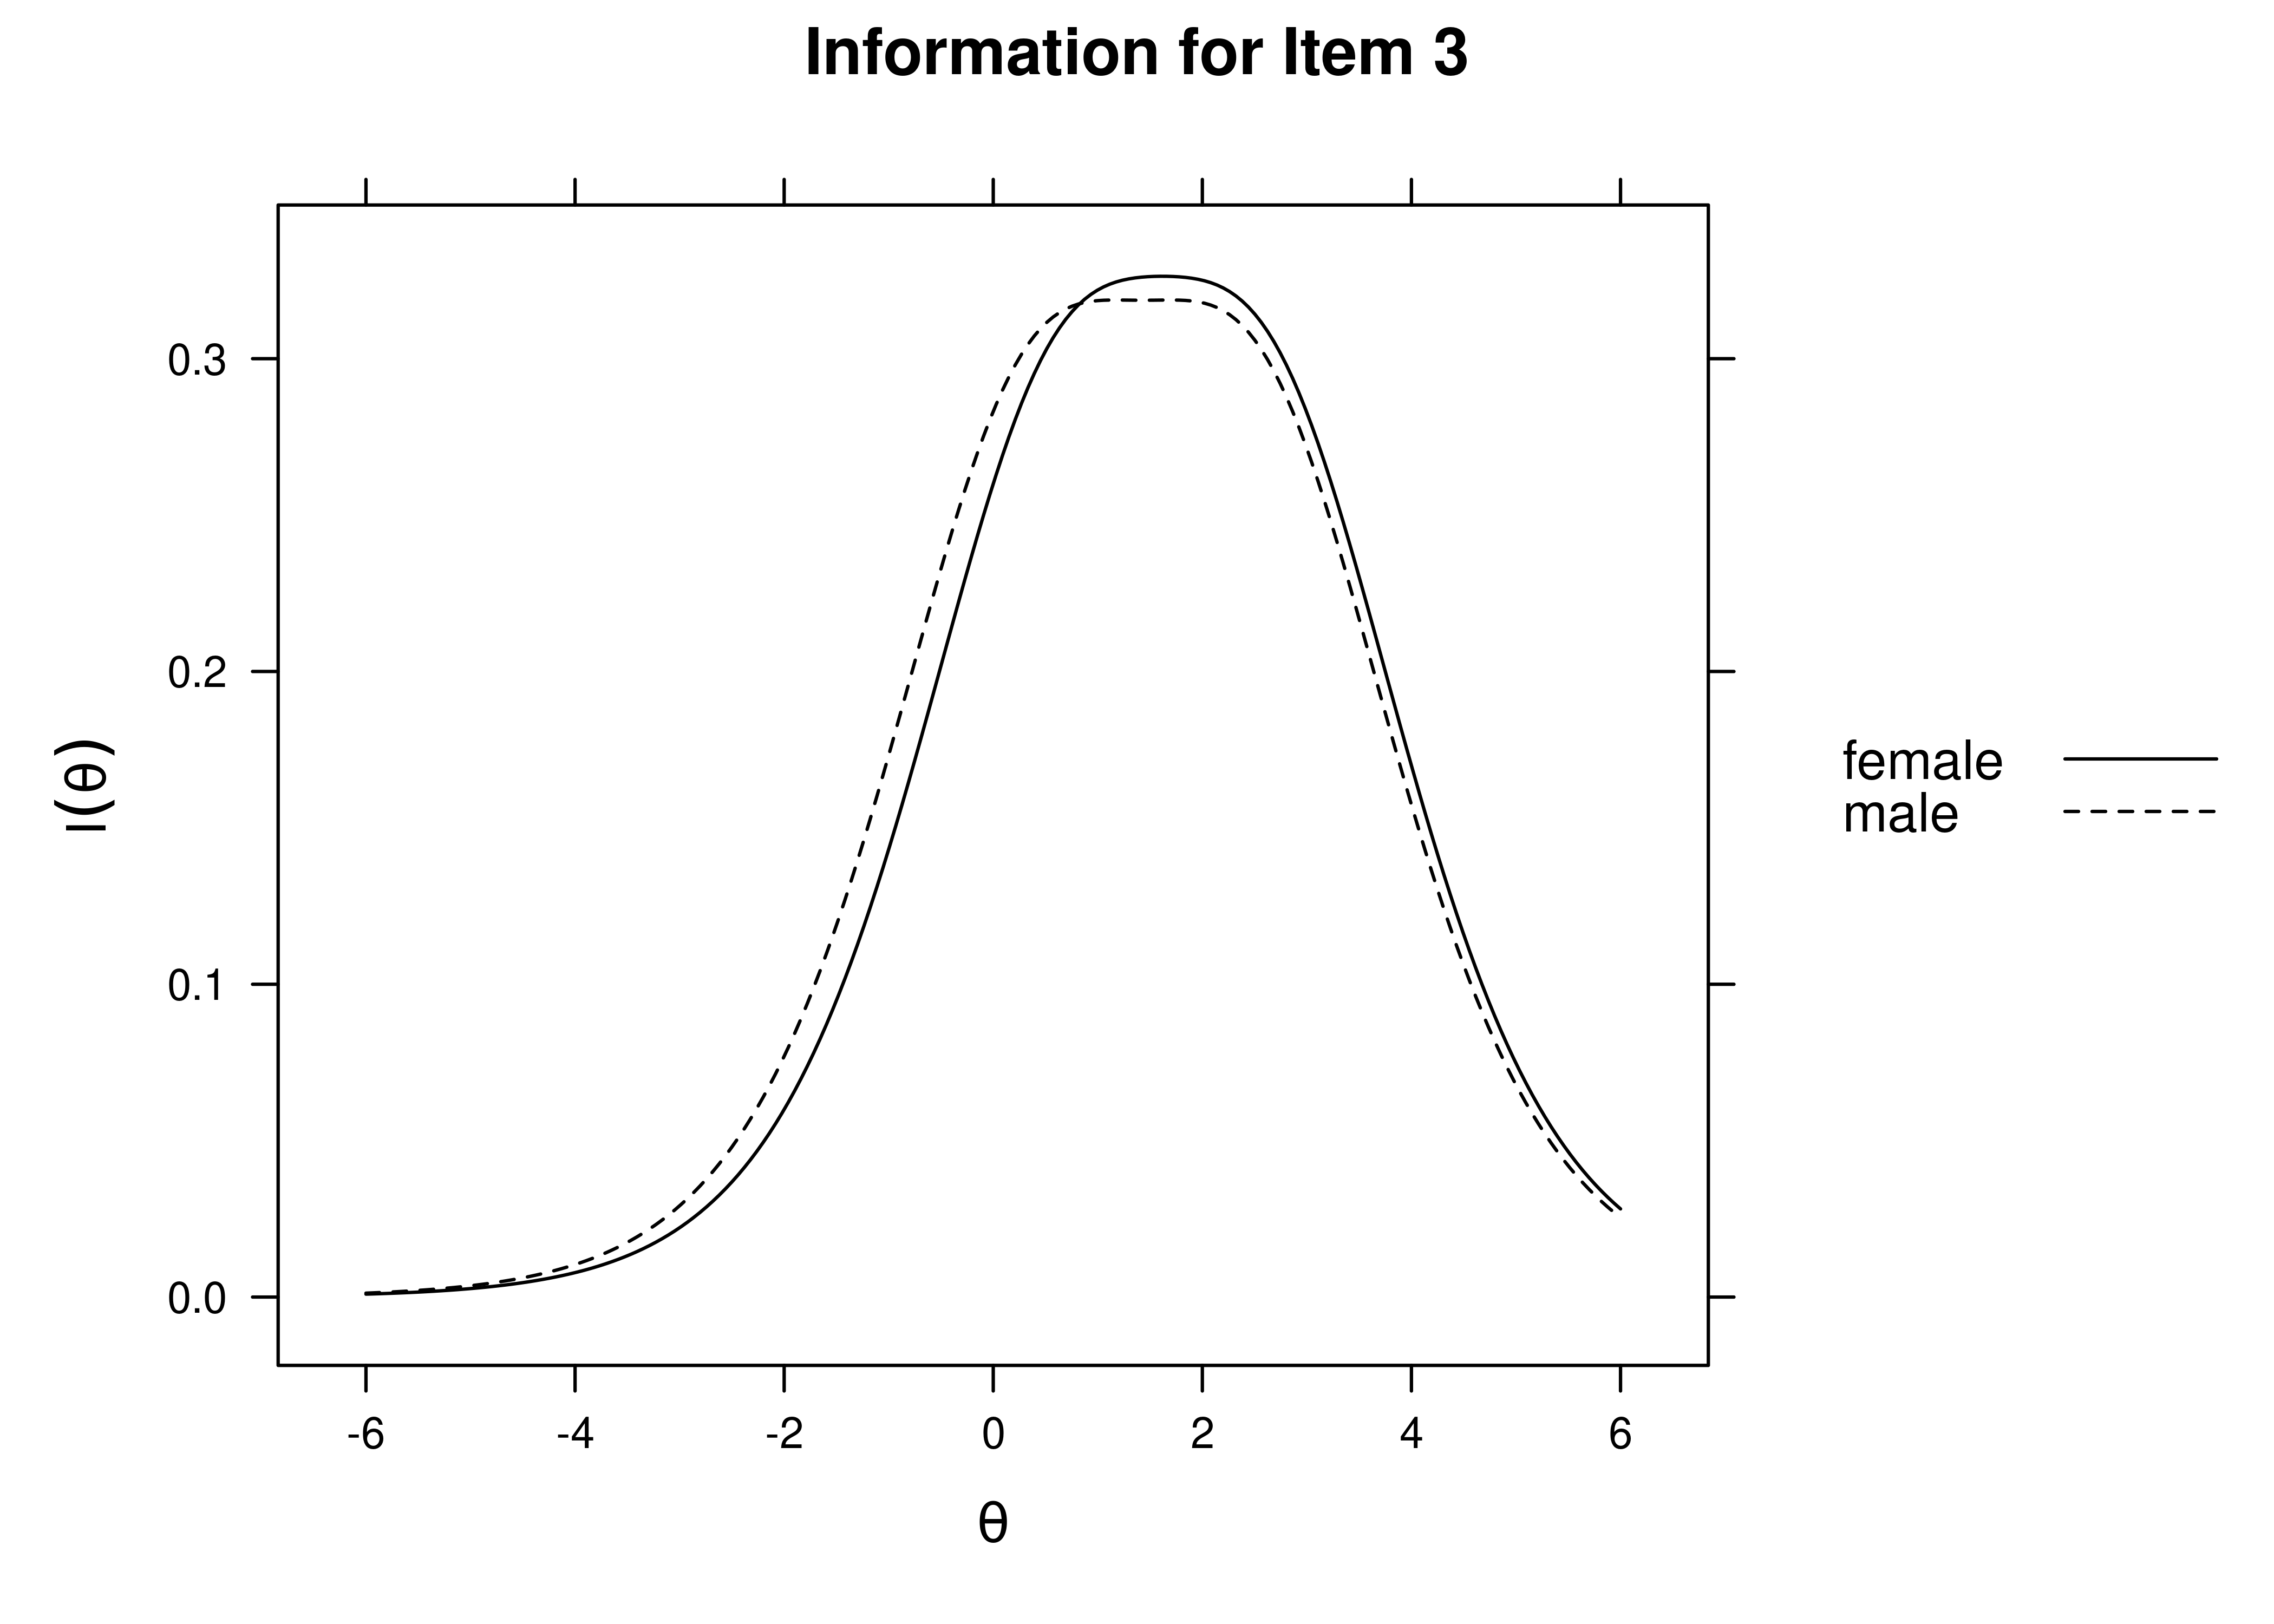 Information for Item 3
0.3
0.2
0.1
0.0
I(θ)
-6 -4 -2 0 2 4 6
θ
female
male